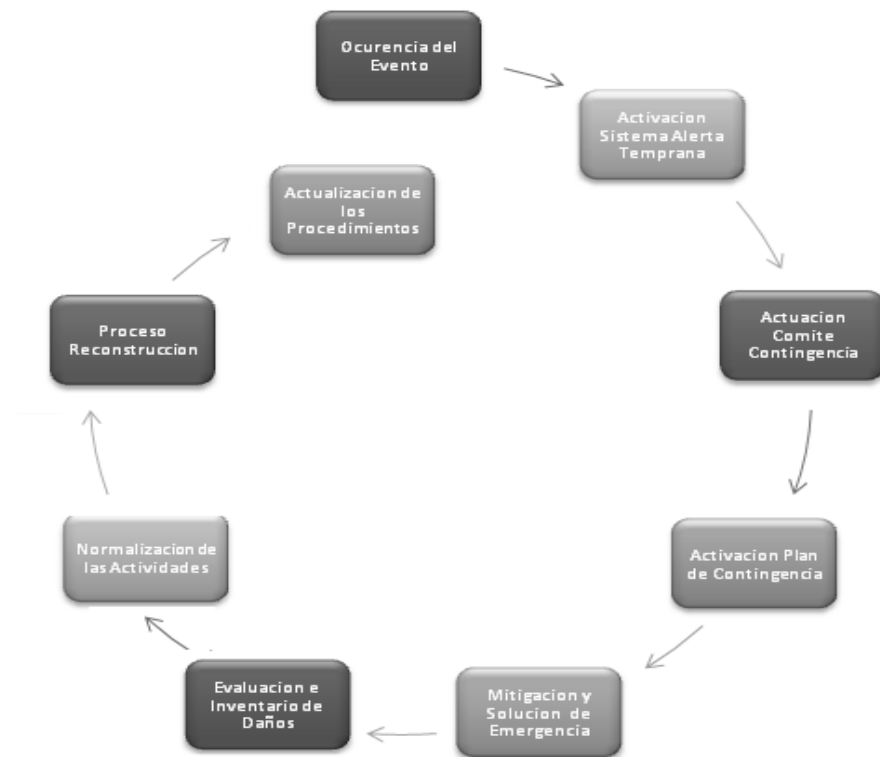 Ocurencia del
Evento
Activacion
Sistema Alerta
Temprana
Actuacion
Comite
Contingencia
Activacion Plan
de Contingencia
Mitigacion y
Solucion de
Emergencia
Evaluacion e
Inventario de
Daños
Normalizacion de
las Actividades
Proceso
Reconstruccion
Actualizacion de
los
Procedimientos